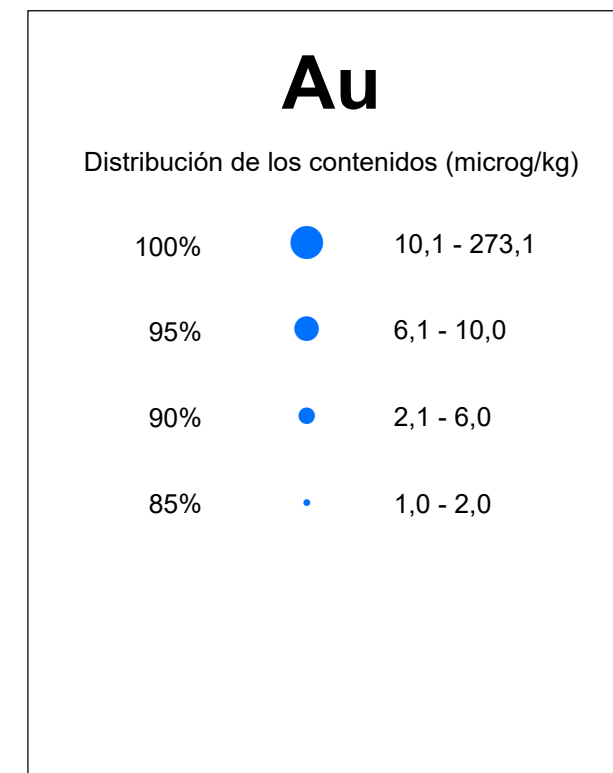 Au
Distribución de los contenidos (microg/kg)
100% 10,1 - 273,1
95% 6,1 - 10,0
90% 2,1 - 6,0
85% 1,0 - 2,0